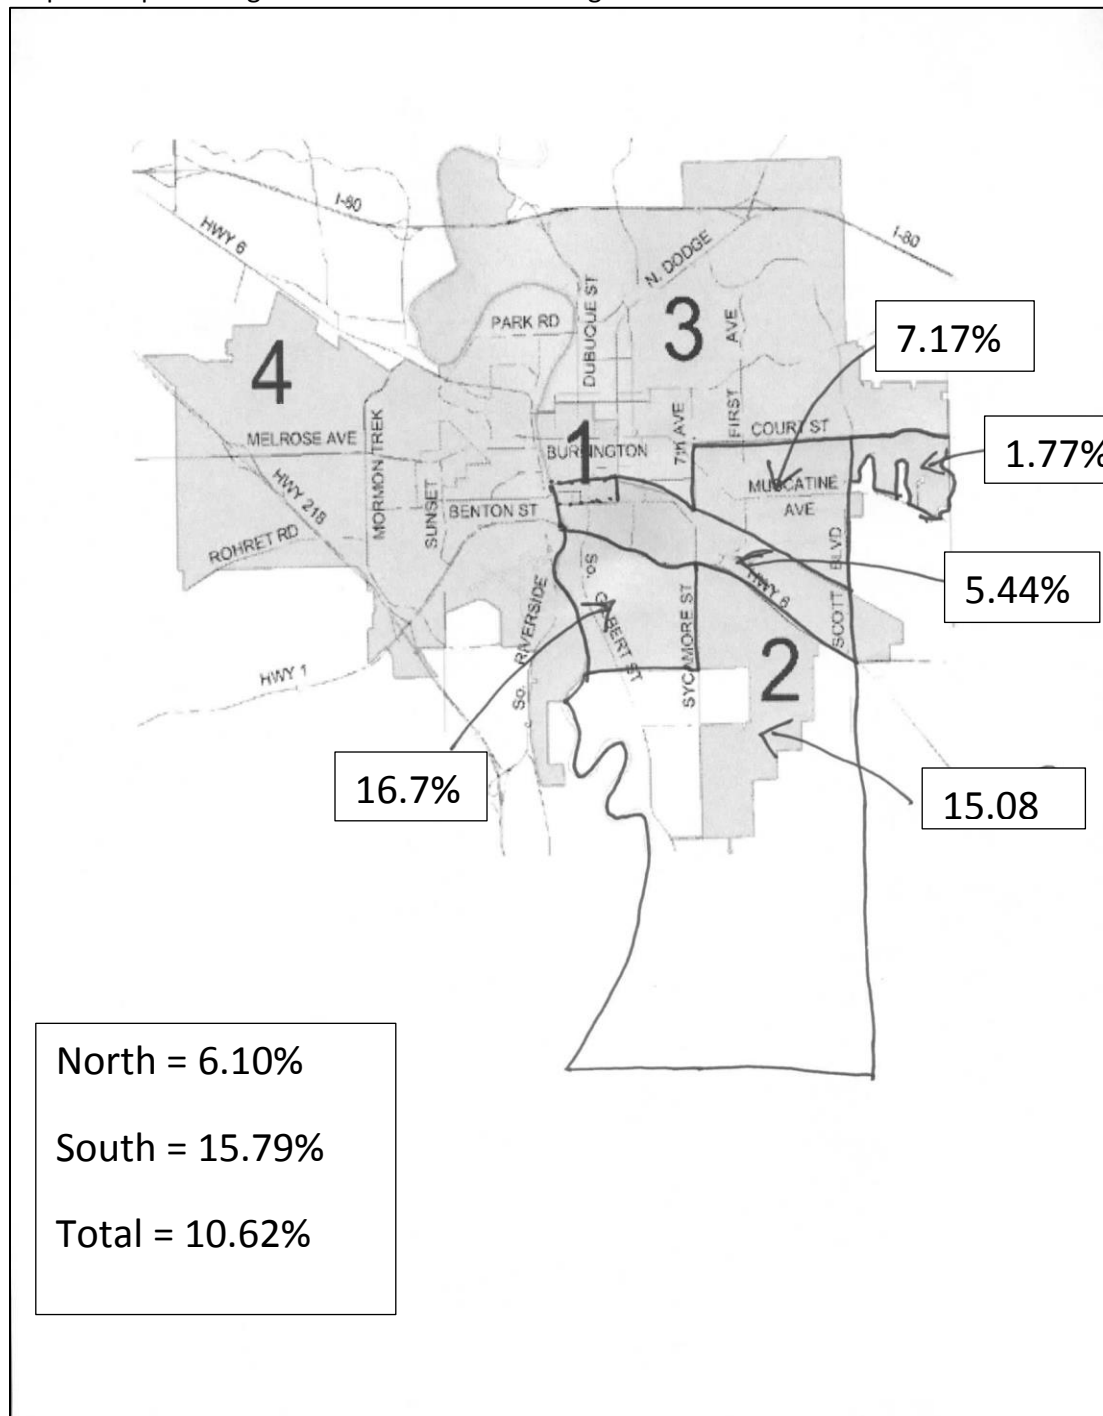 I-80
HWY 6
I-80
N. DODGE
DUBUQUE ST
PARK RD
3
AVE
FIRST
7.17%
4
7TH AVE
COURT ST
MELROSE AVE
1
BURLINGTON
1.77%
MORMON TREK
SUNSET
MUSCATINE
AVE
HWY 218
BENTON ST
ROHRET RD
SCOTT BLVD
5.44%
HWY 6
So. RIVERSIDE
So. GILBERT ST
SYCAMORE ST
2
HWY 1
16.7%
15.08
North = 6.10%
South = 15.79%
Total = 10.62%